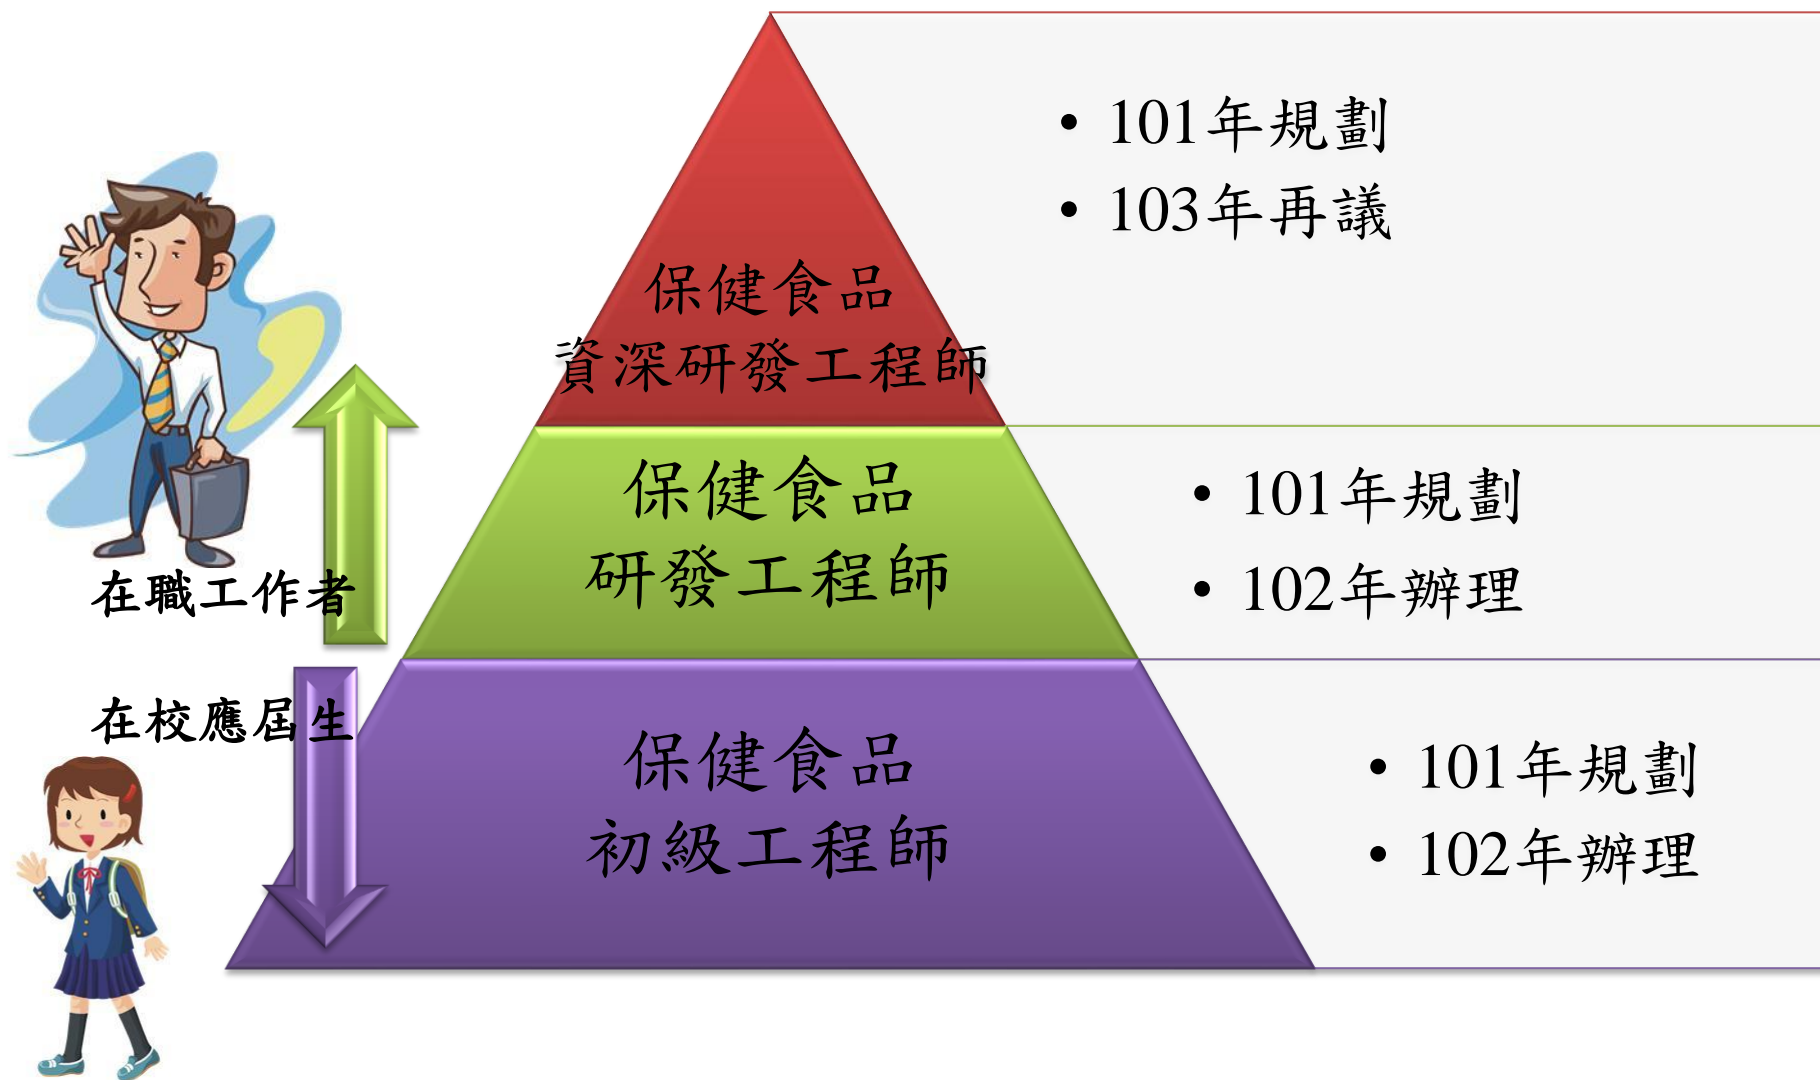 • 101年規劃
• 103年再議
保健食品
資深研發工程師
保健食品
研發工程師
• 101年規劃
• 102年辦理
在職工作者
在校應屆生
保健食品
初級工程師
• 101年規劃
• 102年辦理